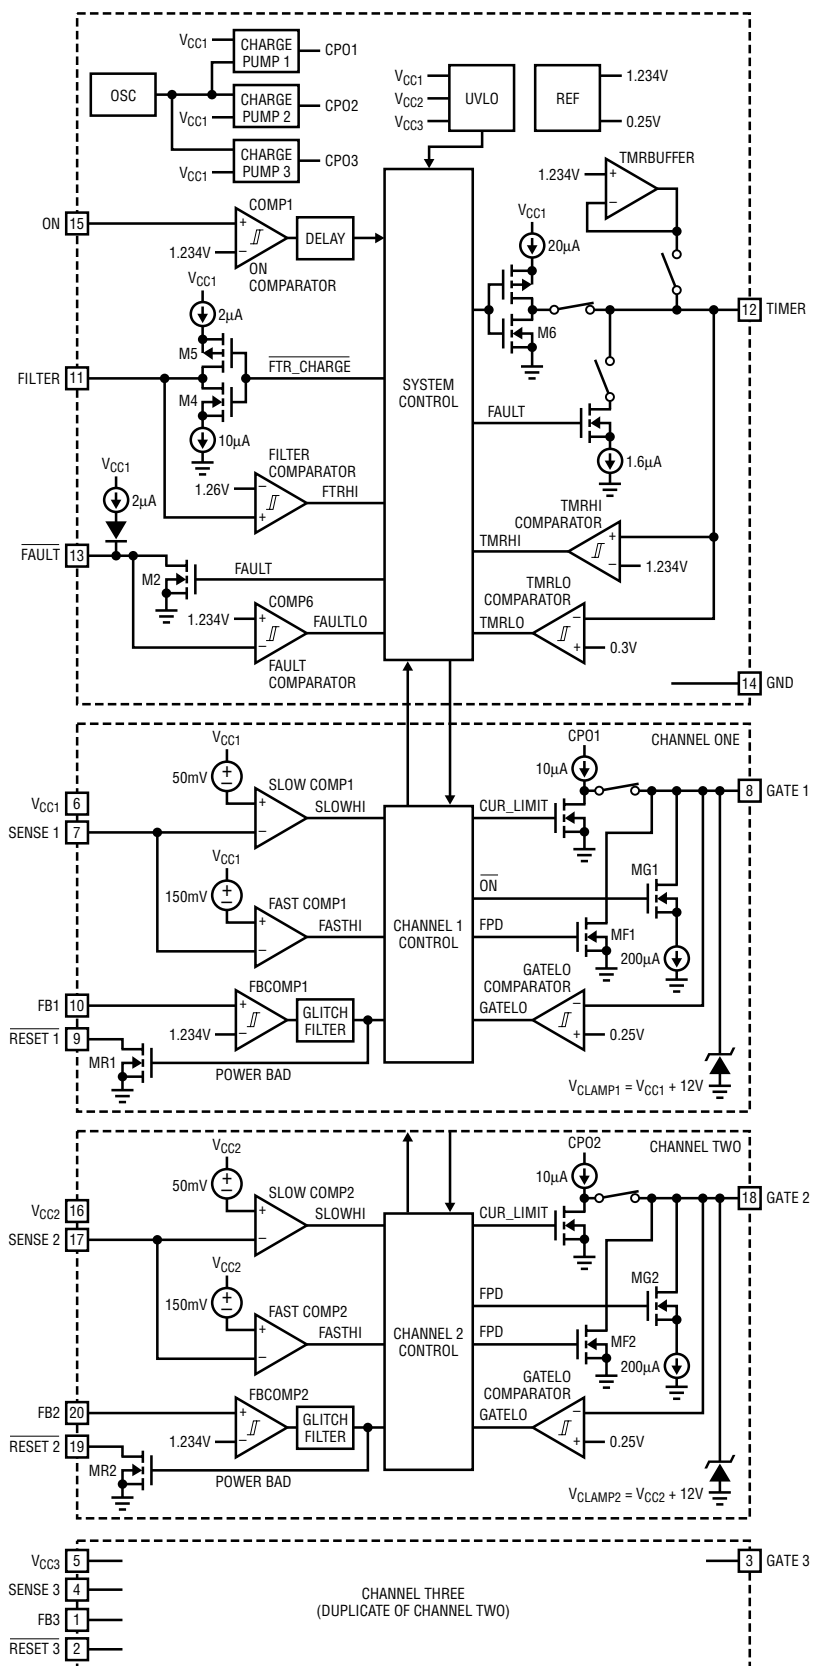 VCC1
CHARGE
PUMP 1
CPO1
OSC
CHARGE
PUMP 2
CPO2
VCC1
CHARGE
PUMP 3
CPO3
VCC1
VCC1
VCC2
VCC3
UVLO
REF
1.234V
0.25V
TMRBUFFER
1.234V
+
–
ON
15
COMP1
+
–
1.234V
ON
COMPARATOR
DELAY
VCC1
20µA
M6
12
TIMER
VCC1
2µA
M5
FILTER
11
M4
FTR_CHARGE
10µA
SYSTEM
CONTROL
FAULT
1.6µA
FILTER
COMPARATOR
1.26V
–
+
FTRHI
VCC1
2µA
FAULT
13
M2
FAULT
TMRHI
COMPARATOR
TMRHI
+
–
1.234V
COMP6
1.234V
+
–
FAULTLO
FAULT
COMPARATOR
TMRLO
COMPARATOR
TMRLO
–
+
0.3V
14
GND
CHANNEL ONE
VCC1
50mV
+
–
SLOW COMP1
+
–
SLOWHI
VCC1
6
SENSE 1
7
VCC1
150mV
+
–
FAST COMP1
+
–
FASTHI
CHANNEL 1
CONTROL
CPO1
10µA
CUR_LIMIT
8
GATE 1
ON
MG1
FPD
MF1
200µA
FB1
10
FBCOMP1
+
–
1.234V
GLITCH
FILTER
RESET 1
9
MR1
POWER BAD
GATELO
COMPARATOR
GATELO
–
+
0.25V
VCLAMP1 = VCC1 + 12V
CHANNEL TWO
VCC2
50mV
+
–
SLOW COMP2
+
–
SLOWHI
VCC2
16
SENSE 2
17
VCC2
150mV
+
–
FAST COMP2
+
–
FASTHI
CHANNEL 2
CONTROL
CPO2
10µA
CUR_LIMIT
18
GATE 2
FPD
MG2
FPD
MF2
200µA
FB2
20
FBCOMP2
+
–
1.234V
GLITCH
FILTER
RESET 2
19
MR2
POWER BAD
GATELO
COMPARATOR
GATELO
–
+
0.25V
VCLAMP2 = VCC2 + 12V
VCC3
5
SENSE 3
4
FB3
1
RESET 3
2
CHANNEL THREE
(DUPLICATE OF CHANNEL TWO)
3
GATE 3